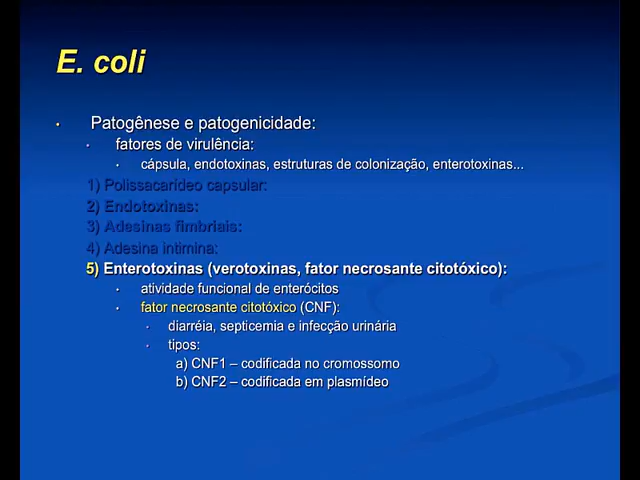 E. coli
• Patogênese e patogenicidade:
• fatores de virulência:
• cápsula, endotoxinas, estruturas de colonização, enterotoxinas...
1) Polissacarídeo capsular:
2) Endotoxinas:
3) Adesinas fimbriais:
4) Adesina intimina:
5) Enterotoxinas (verotoxinas, fator necrosante citotóxico):
• atividade funcional de enterócitos
• fator necrosante citotóxico (CNF):
• diarréia, septicemia e infecção urinária
• tipos:
a) CNF1 – codificada no cromossomo
b) CNF2 – codificada em plasmídeo